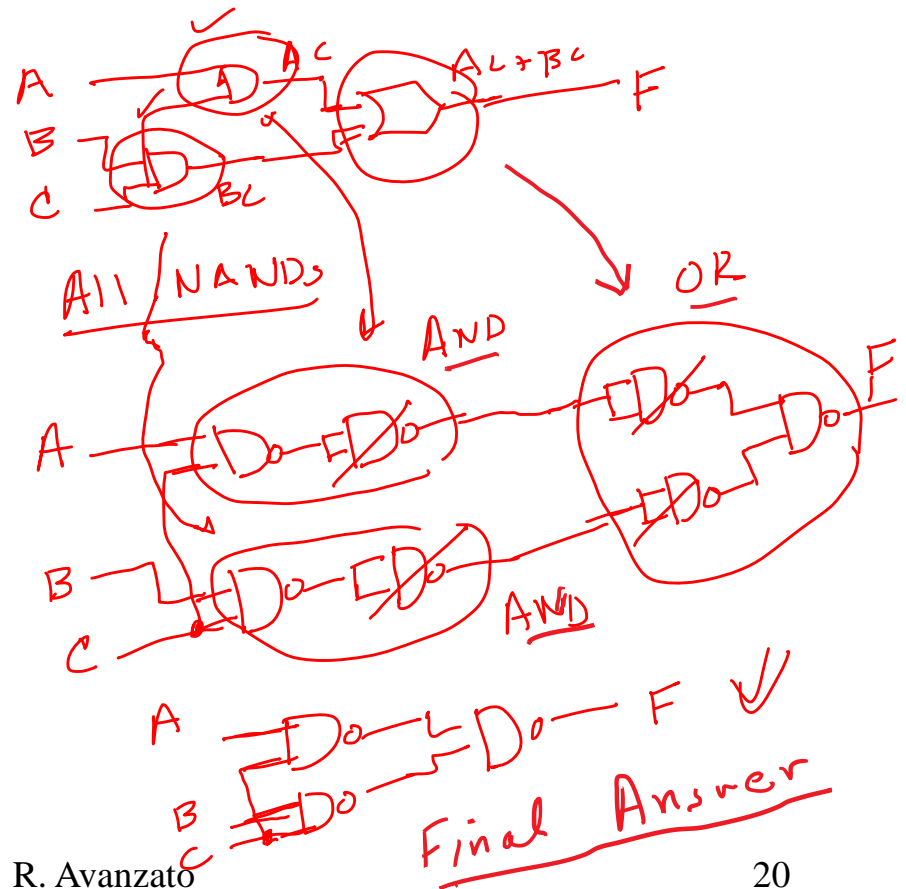 A AC AC + BC F
B
C BC
All NANDs
OR
AND
F
A
B
AND
C
A F
B
C
Final Answer
R. Avanzato 20